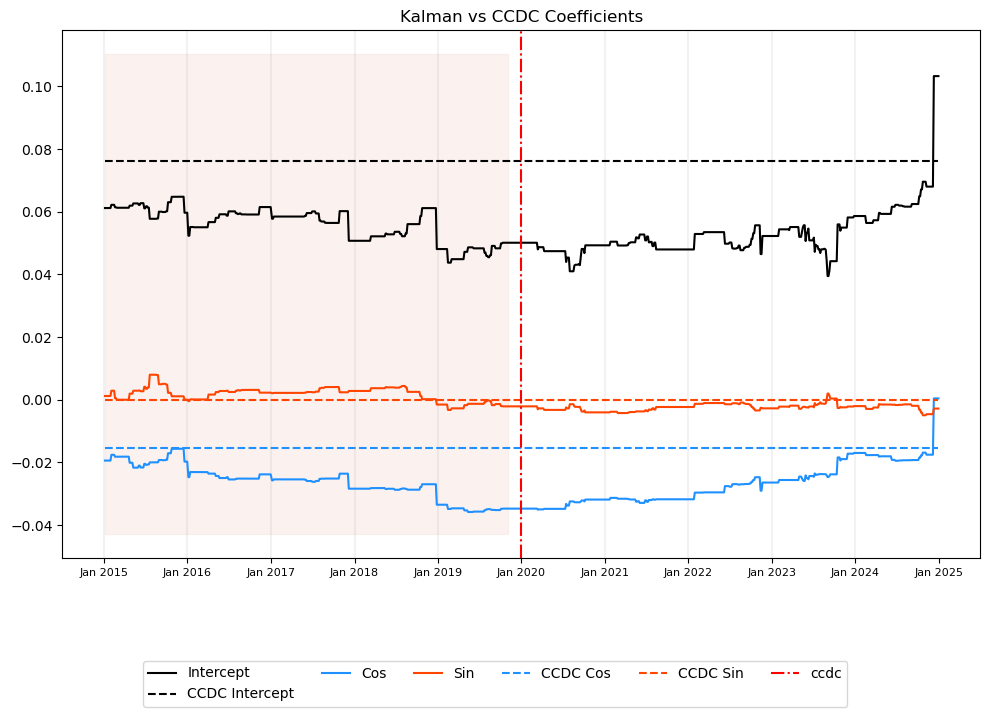 Kalman vs CCDC Coefficients
0.10
0.08
0.06
0.04
0.02
0.00
−0.02
−0.04
Jan 2015 Jan 2016 Jan 2017 Jan 2018 Jan 2019 Jan 2020 Jan 2021 Jan 2022 Jan 2023 Jan 2024 Jan 2025
Intercept Cos Sin CCDC Cos CCDC Sin ccdc
CCDC Intercept